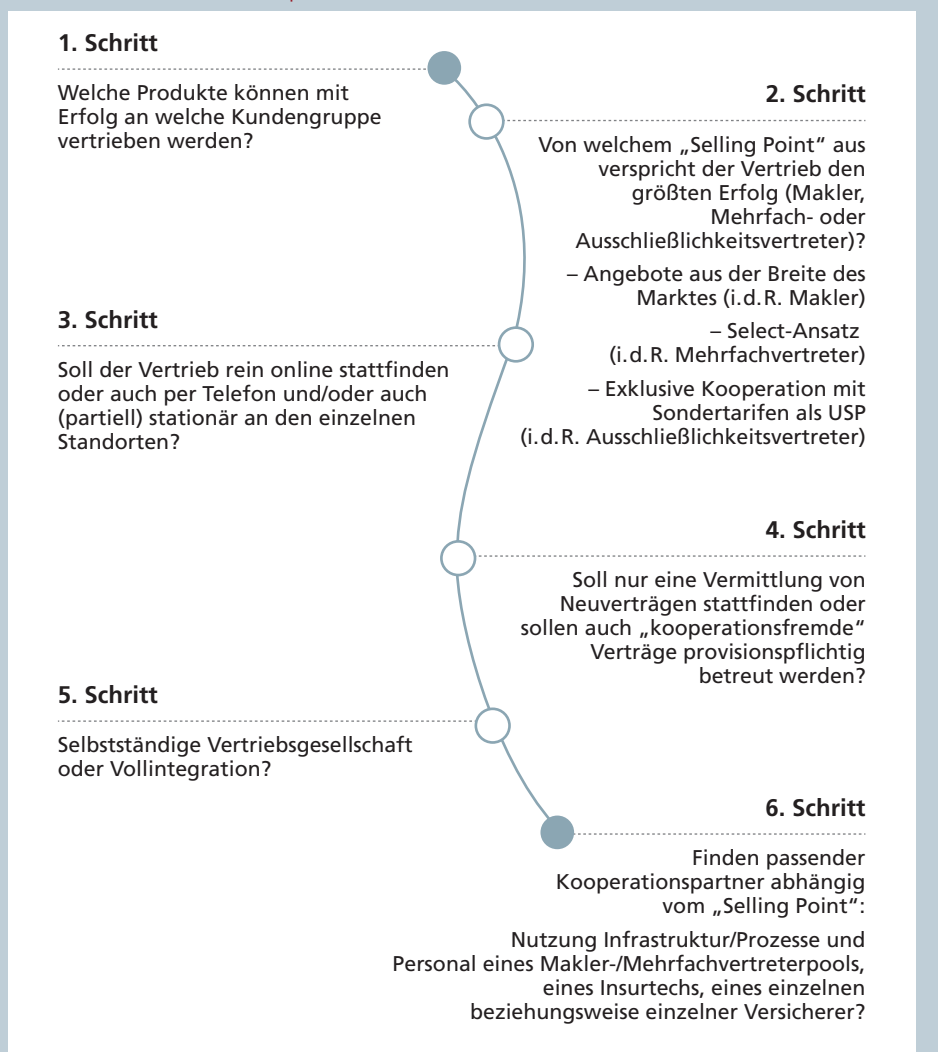 1. Schritt
Welche Produkte können mit
Erfolg an welche Kundengruppe
vertrieben werden?
2. Schritt
Von welchem „Selling Point“ aus
verspricht der Vertrieb den
größten Erfolg (Makler,
Mehrfach- oder
Ausschließlichkeitsvertreter)?
– Angebote aus der Breite des
Marktes (i.d.R. Makler)
– Select-Ansatz
(i.d.R. Mehrfachvertreter)
– Exklusive Kooperation mit
Sondertarifen als USP
(i.d.R. Ausschließlichkeitsvertreter)
3. Schritt
Soll der Vertrieb rein online stattfinden
oder auch per Telefon und/oder auch
(partiell) stationär an den einzelnen
Standorten?
4. Schritt
Soll nur eine Vermittlung von
Neuverträgen stattfinden oder
sollen auch „kooperationsfremde“
Verträge provisionspflichtig
betreut werden?
5. Schritt
Selbstständige Vertriebsgesellschaft
oder Vollintegration?
6. Schritt
Finden passender
Kooperationspartner abhängig
vom „Selling Point“:
Nutzung Infrastruktur/Prozesse und
Personal eines Makler-/Mehrfachvertreterpools,
eines Insurtechs, eines einzelnen
beziehungsweise einzelner Versicherer?